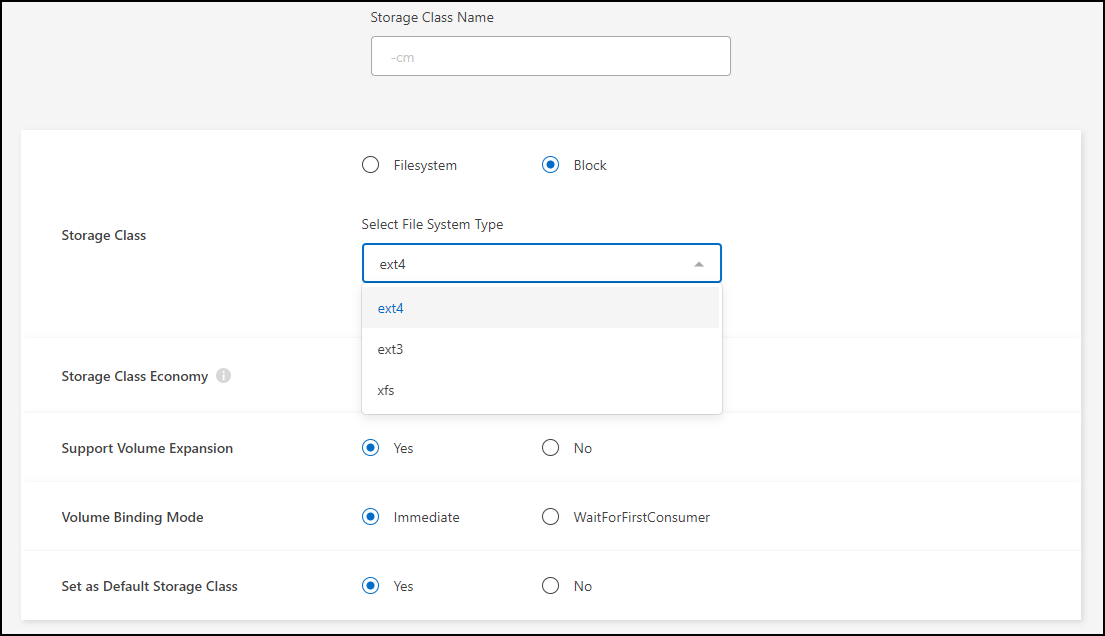 Storage Class Name
-cm
Filesystem
Block
Select File System Type
Storage Class
ext4
ext4
ext3
Storage Class Economy
i
xfs
Support Volume Expansion
Yes
No
Volume Binding Mode
Immediate
WaitForFirstConsumer
Set as Default Storage Class
Yes
No